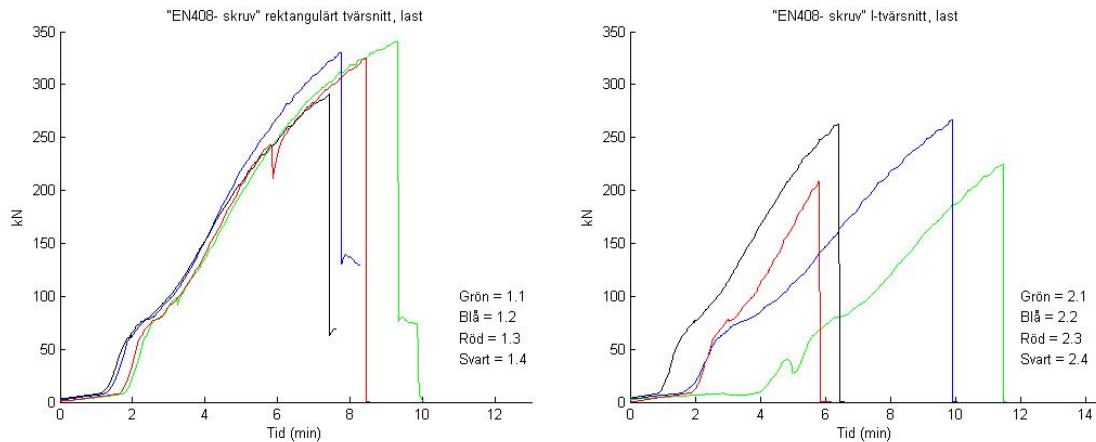 "EN408- skruv" rektangulärt tvärsnitt, last
350
300
250
200
150
100
50
0
kN
0 2 4 6 8 10 12
Tid (min)
Grön = 1.1
Blå = 1.2
Röd = 1.3
Svart = 1.4
"EN408- skruv" I-tvärsnitt, last
350
300
250
200
150
100
50
0
kN
0 2 4 6 8 10 12 14
Tid (min)
Grön = 2.1
Blå = 2.2
Röd = 2.3
Svart = 2.4